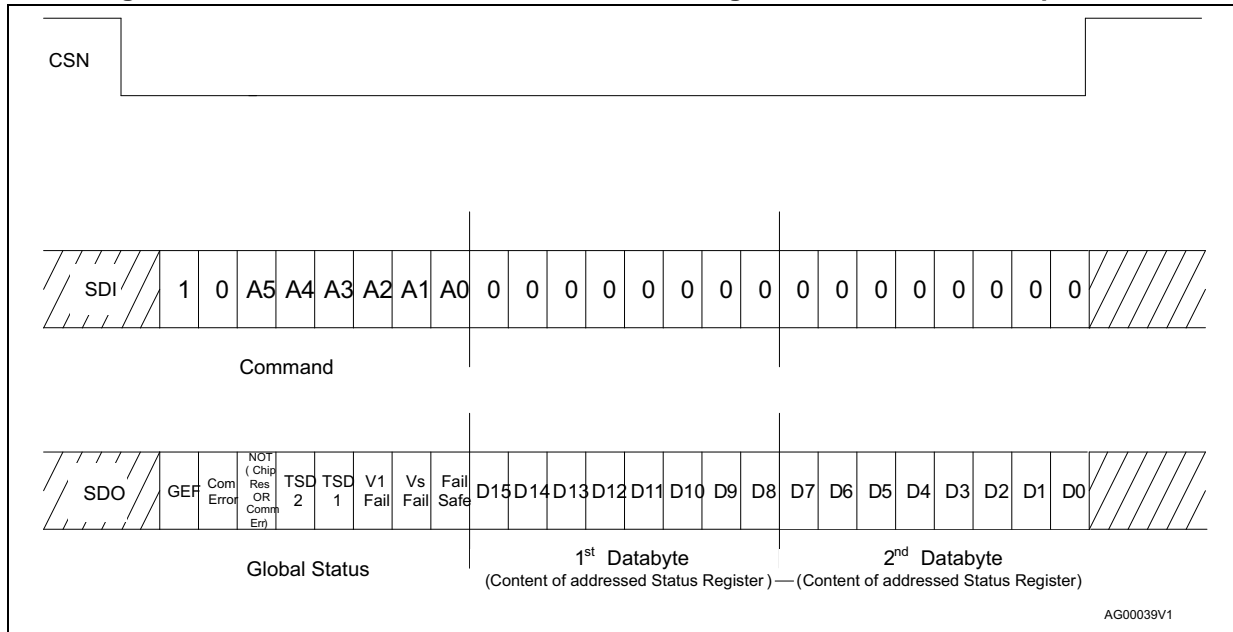 CSN
SDI 1 0 A5 A4 A3 A2 A1 A0 0 0 0 0 0 0 0 0 0 0 0 0 0 0 0 0
Command
SDO GEF Com Error NOT ( Chip Res OR Comm Err) TSD 2 TSD 1 V1 Fail Vs Fail Fail Safe D15 D14 D13 D12 D11 D10 D9 D8 D7 D6 D5 D4 D3 D2 D1 D0
Global Status
1st Databyte
(Content of addressed Status Register)
2nd Databyte
(Content of addressed Status Register)
AG00039V1